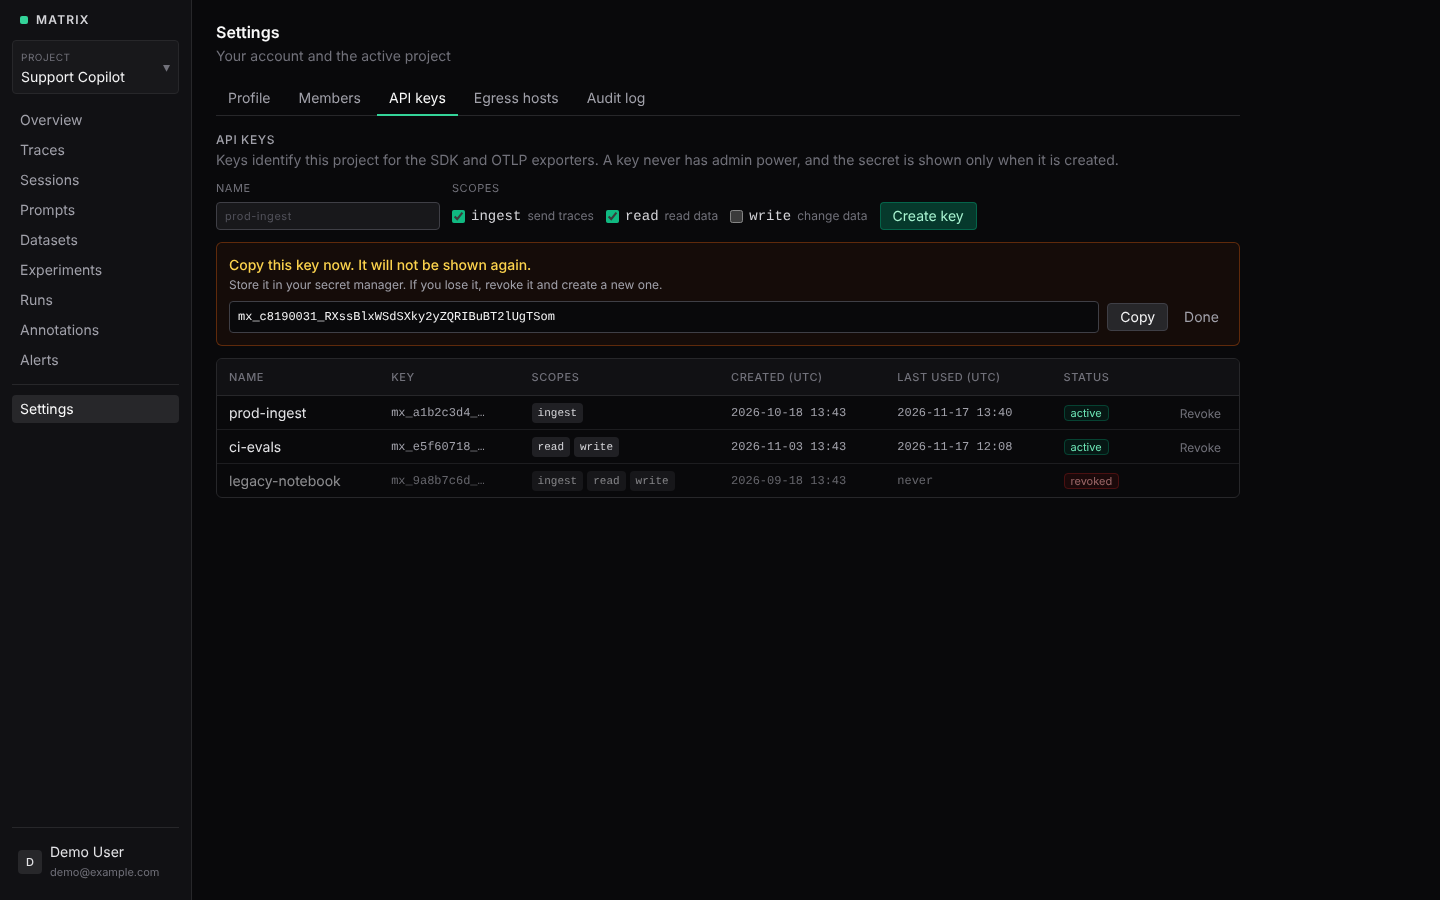 MATRIX
PROJECT
Support Copilot
Overview
Traces
Sessions
Prompts
Datasets
Experiments
Runs
Annotations
Alerts
Settings
D
Demo User
demo@example.com
Settings
Your account and the active project
Profile Members API keys Egress hosts Audit log
API KEYS
Keys identify this project for the SDK and OTLP exporters. A key never has admin power, and the secret is shown only when it is created.
NAME SCOPES
prod-ingest ingest send traces read read data write change data Create key
Copy this key now. It will not be shown again.
Store it in your secret manager. If you lose it, revoke it and create a new one.
mx_c8190031_RXssBlxWSdSXky2yZQRIBuBT2lUgTSom Copy Done
NAME KEY SCOPES CREATED (UTC) LAST USED (UTC) STATUS
prod-ingest mx_a1b2c3d4_… ingest 2026-10-18 13:43 2026-11-17 13:40 active Revoke
ci-evals mx_e5f60718_… read write 2026-11-03 13:43 2026-11-17 12:08 active Revoke
legacy-notebook mx_9a8b7c6d_… ingest read write 2026-09-18 13:43 never revoked